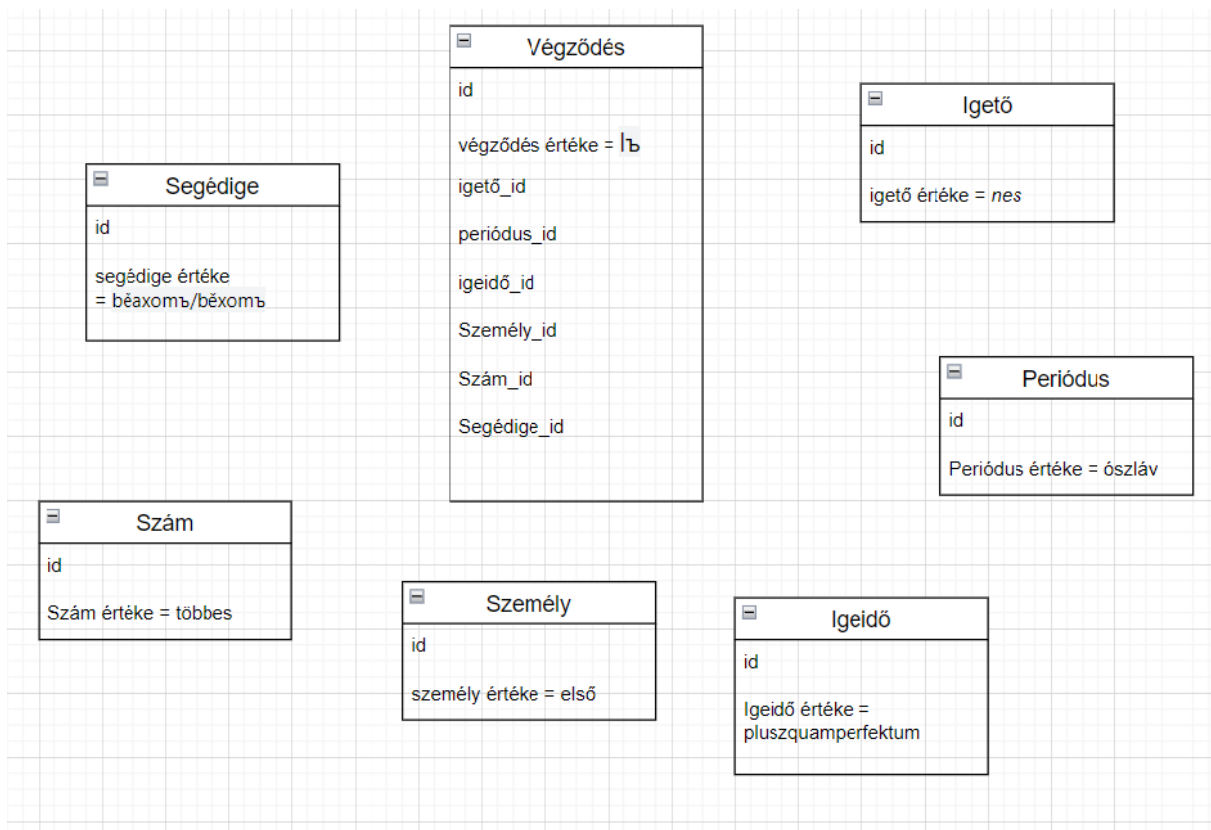 Végződés
id
végződés értéke = lъ
igető_id
periódus_id
igeidő_id
Személy_id
Szám_id
Segédige_id
Igető
id
igető értéke = nes
Segédige
id
segédige értéke
= běaxomъ/běxomъ
Periódus
id
Periódus értéke = ószláv
Szám
id
Szám értéke = többes
Személy
id
személy értéke = első
Igeidő
id
Igeidő értéke =
pluszquamperfektum